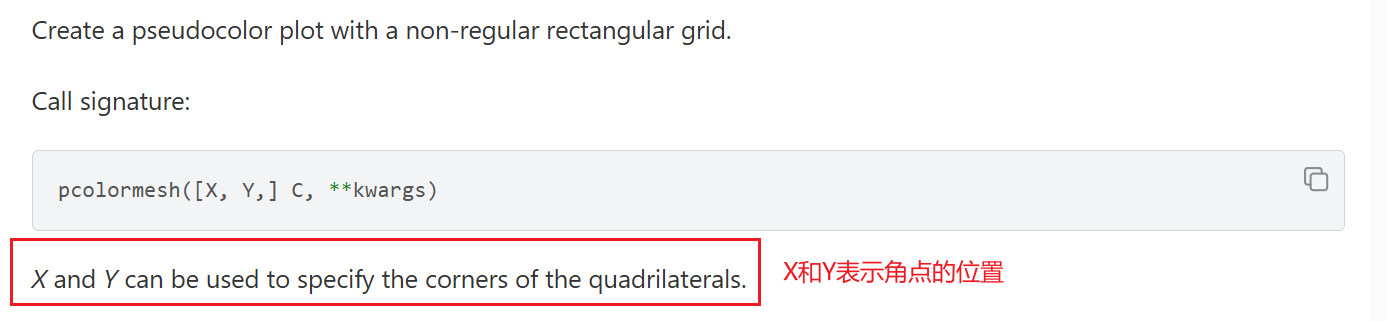 Create a pseudocolor plot with a non-regular rectangular grid.
Call signature:
pcolormesh([X, Y,] C, **kwargs)
X and Y can be used to specify the corners of the quadrilaterals.
X和Y表示角点的位置